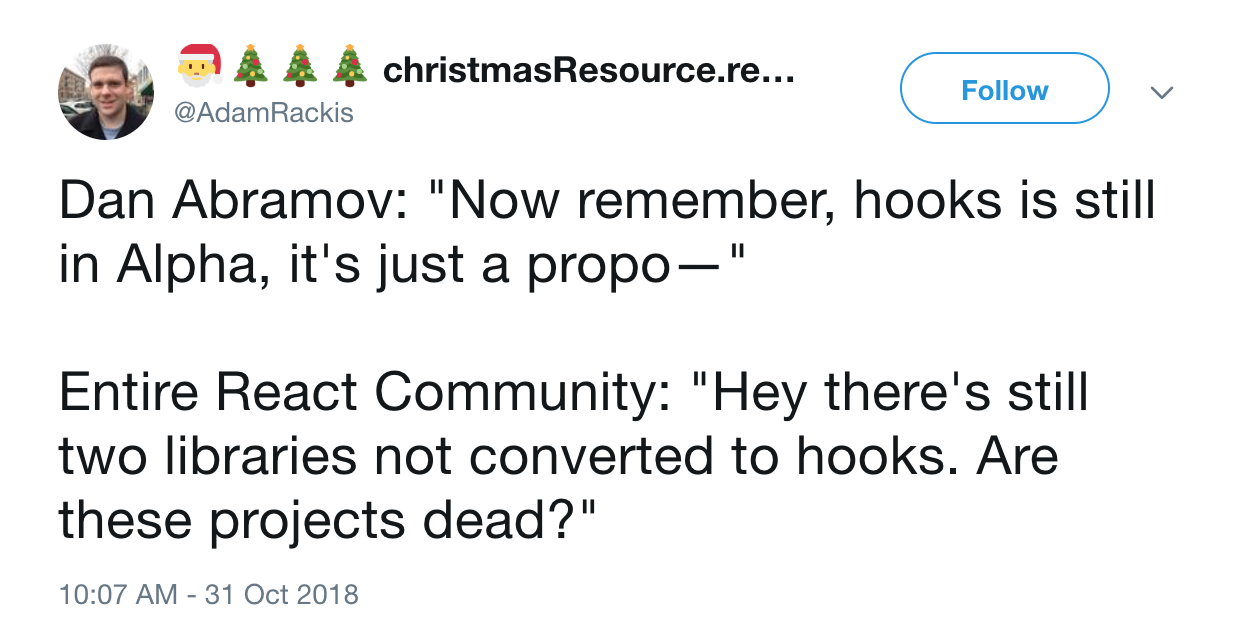 🎅🎄🎄🎄 christmasResource.re...
@AdamRackis
Follow
Dan Abramov: "Now remember, hooks is still
in Alpha, it's just a propo—"
Entire React Community: "Hey there's still
two libraries not converted to hooks. Are
these projects dead?"
10:07 AM - 31 Oct 2018